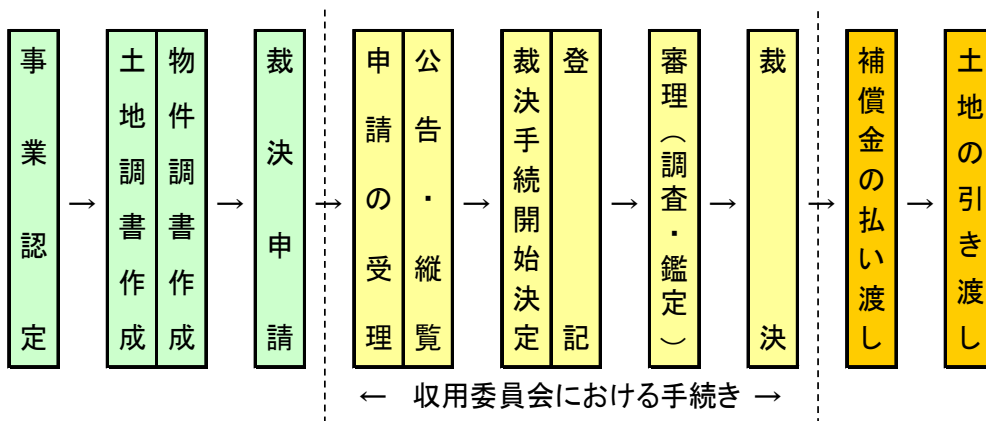 事業認定
→
土地調書作成
物件調書作成
→
裁決申請
→
申請の受理
公告・縦覧
→
裁決手続開始決定
登記
→
審理（調査・鑑定）
→
裁決
→
補償金の払い渡し
→
土地の引き渡し
← 収用委員会における手続き →